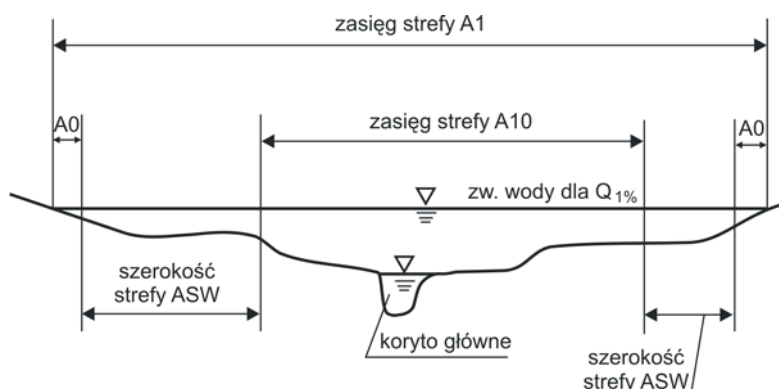 zasięg strefy A1
A0
zasięg strefy A10
A0
zw. wody dla Q1%
szerokość
strefy ASW
koryto główne
szerokość
strefy ASW